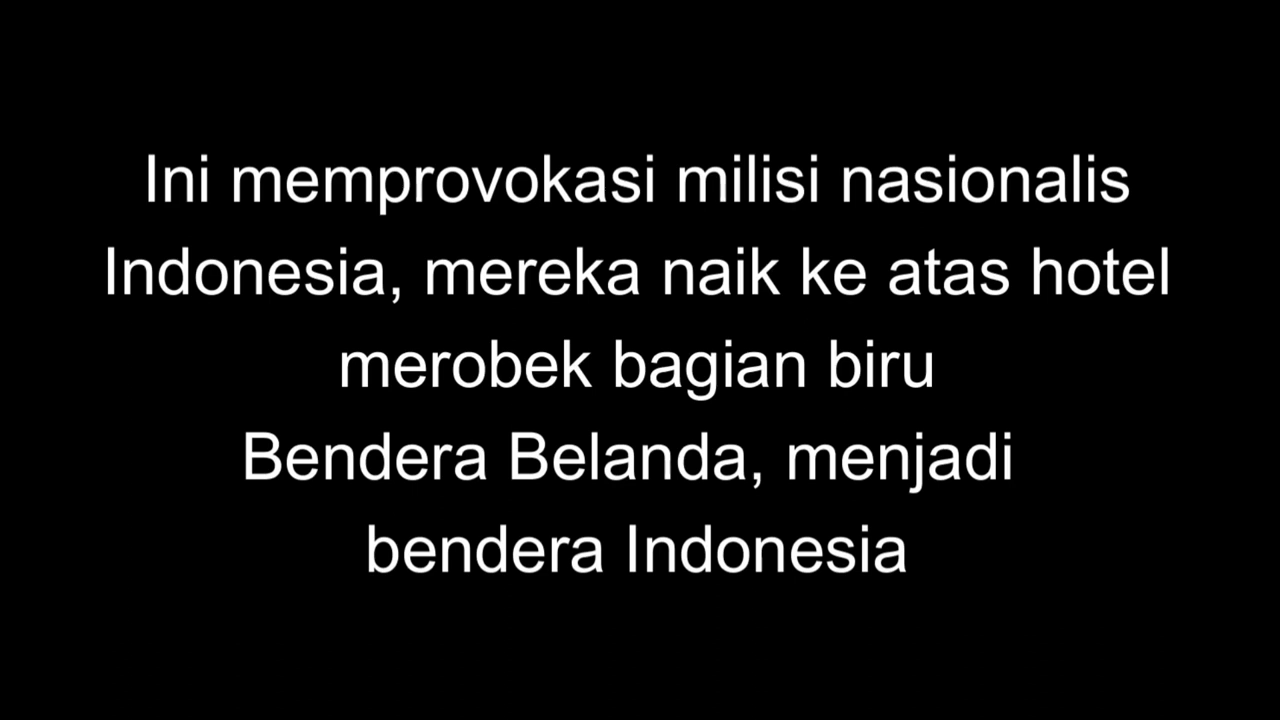 Ini memprovokasi milisi nasionalis
Indonesia, mereka naik ke atas hotel
merobek bagian biru
Bendera Belanda, menjadi
bendera Indonesia